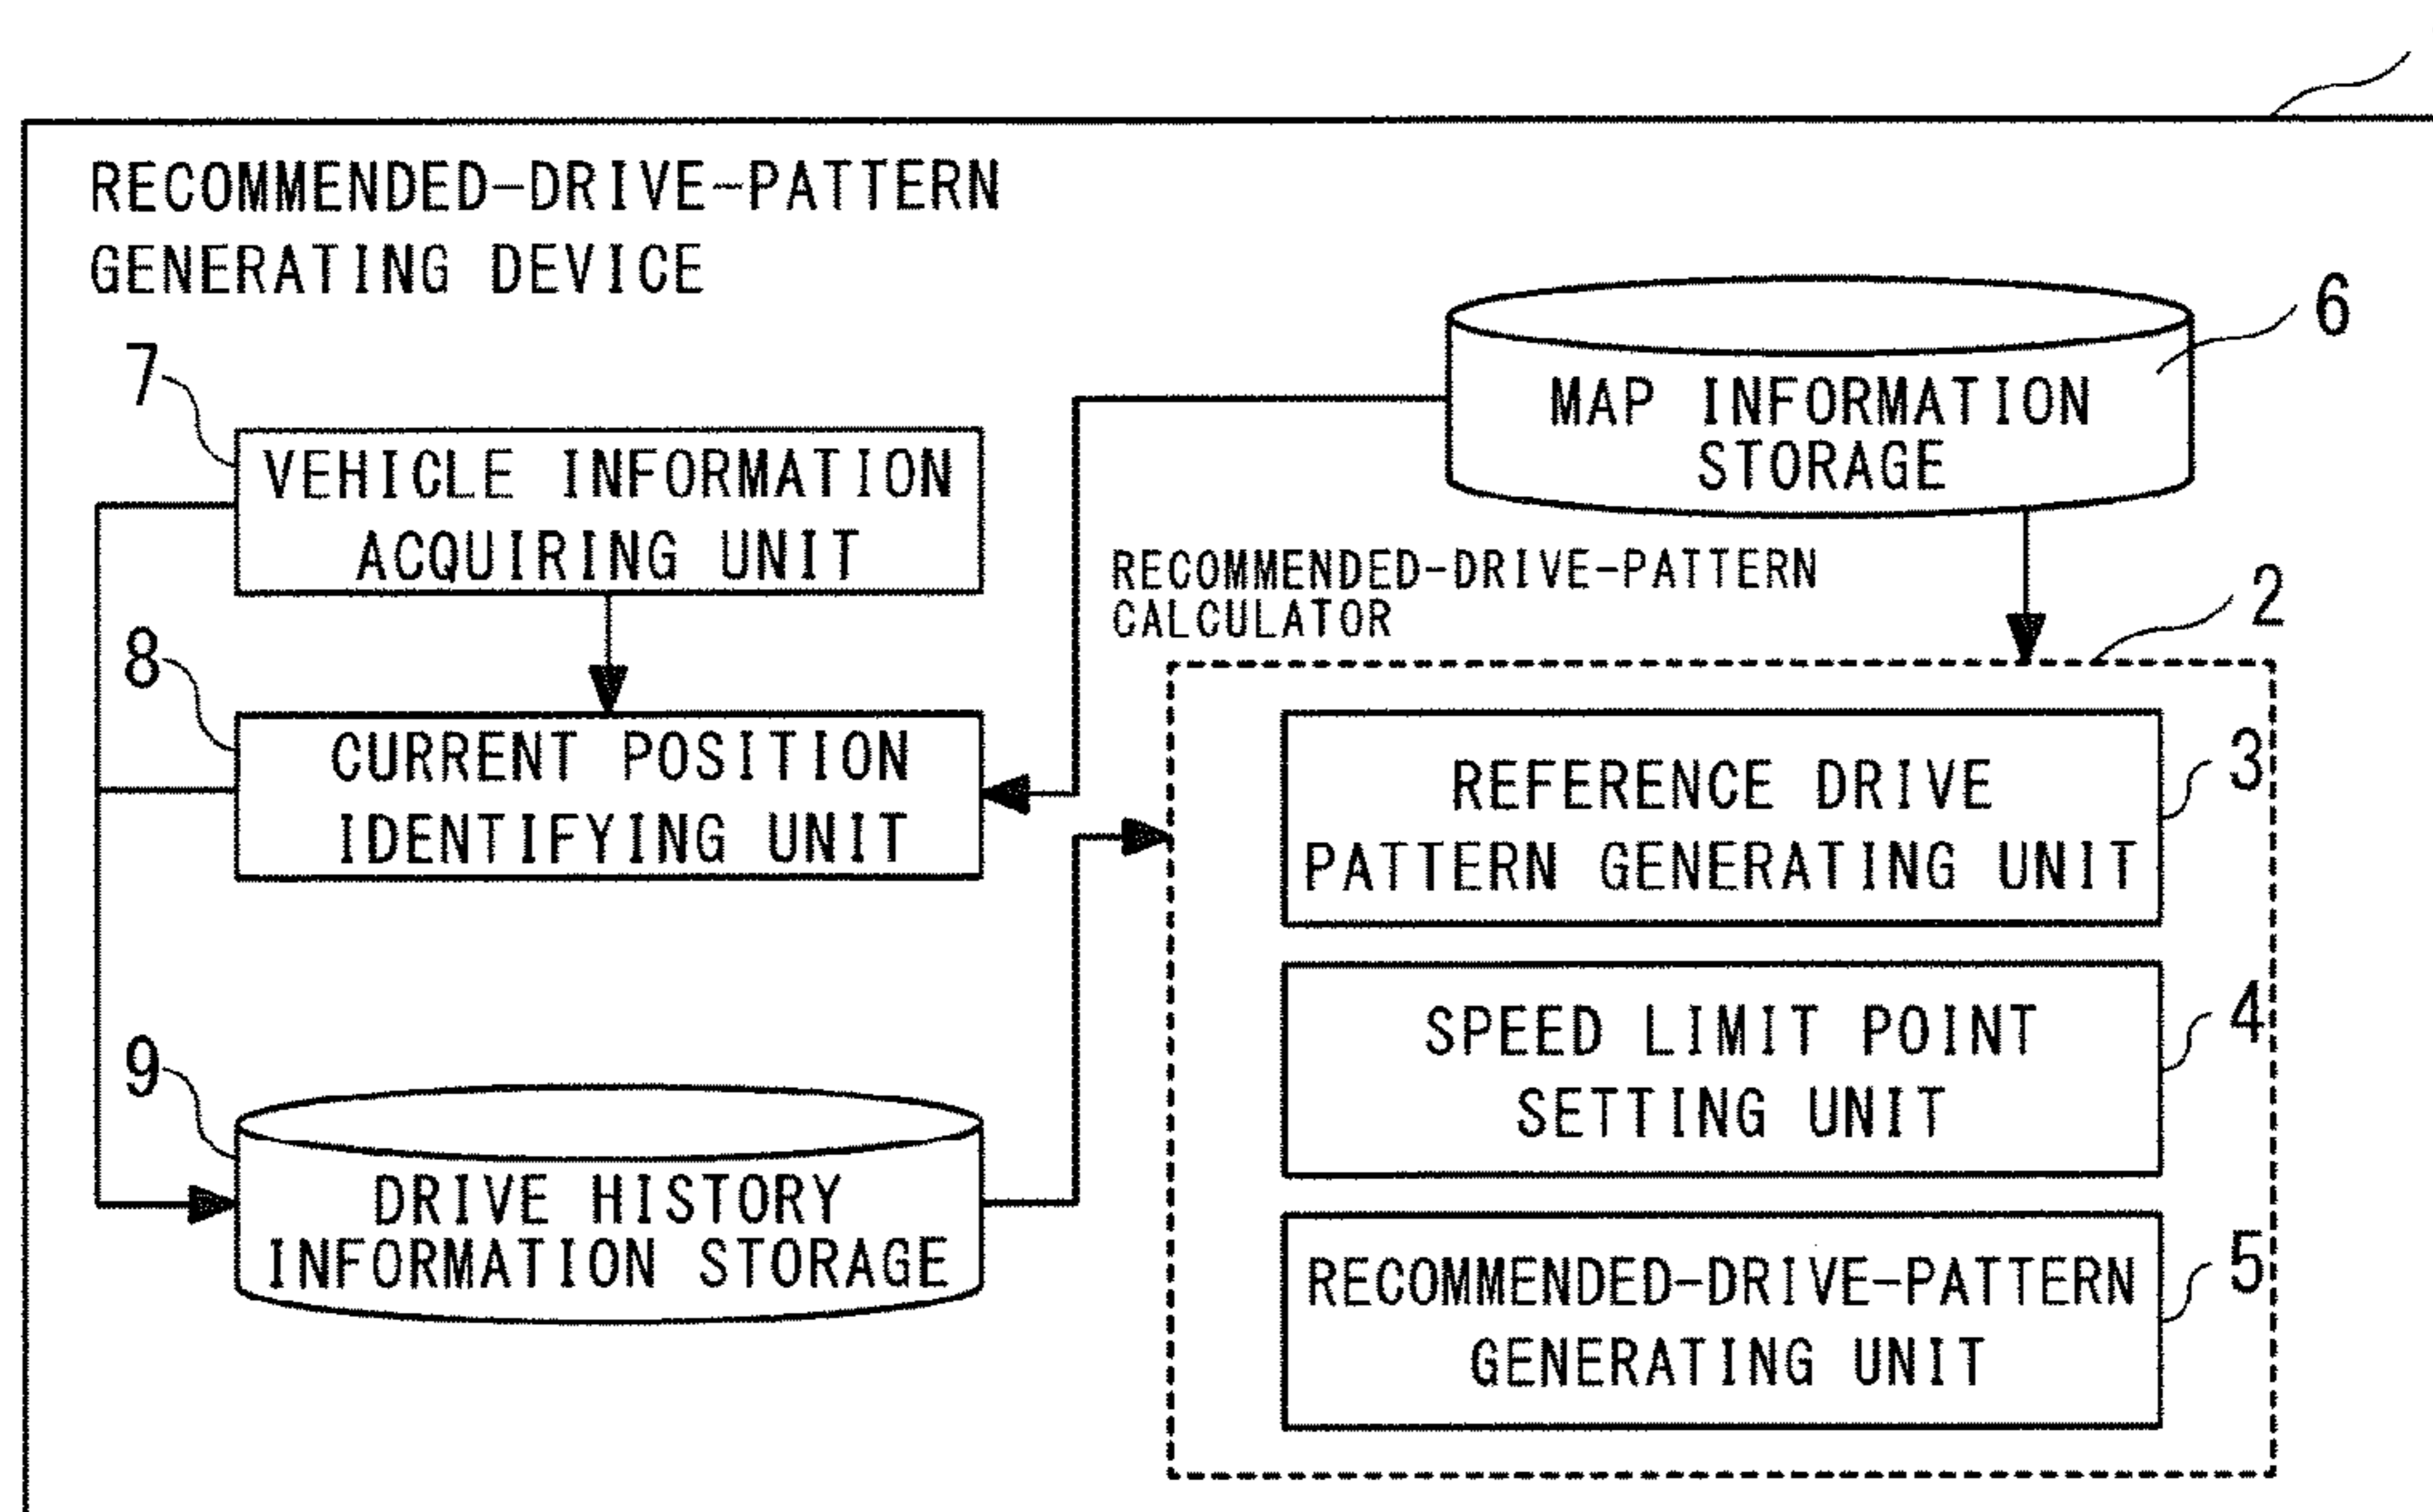 RECOMMENDED-DRIVE-PATTERN
GENERATING DEVICE
6
MAP INFORMATION
STORAGE
7
VEHICLE INFORMATION
ACQUIRING UNIT
RECOMMENDED-DRIVE-PATTERN
CALCULATOR
2
8
CURRENT POSITION
IDENTIFYING UNIT
3
REFERENCE DRIVE
PATTERN GENERATING UNIT
4
SPEED LIMIT POINT
SETTING UNIT
9
DRIVE HISTORY
INFORMATION STORAGE
5
RECOMMENDED-DRIVE-PATTERN
GENERATING UNIT